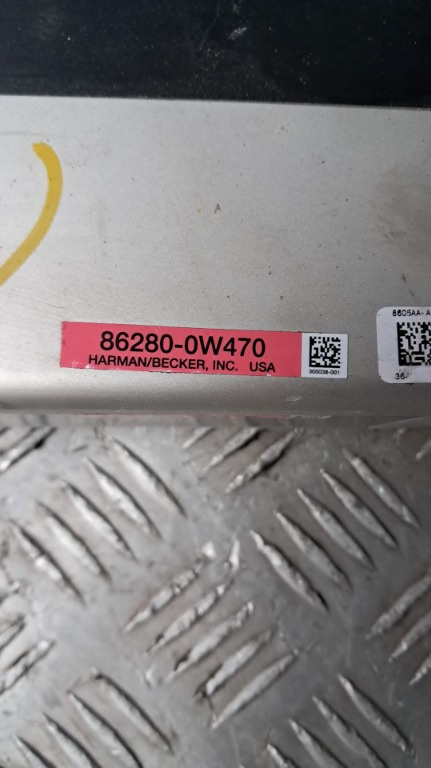 A
86280-0W470
HARMAN/BECKER, INC. USA
305038-001